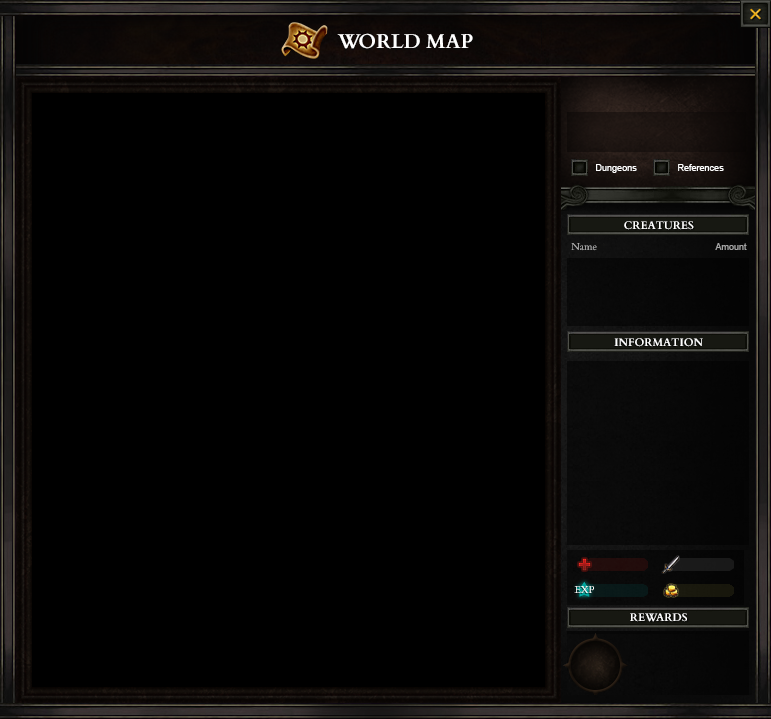 WORLD MAP
Dungeons References
CREATURES
Name Amount
INFORMATION
EXP
REWARDS